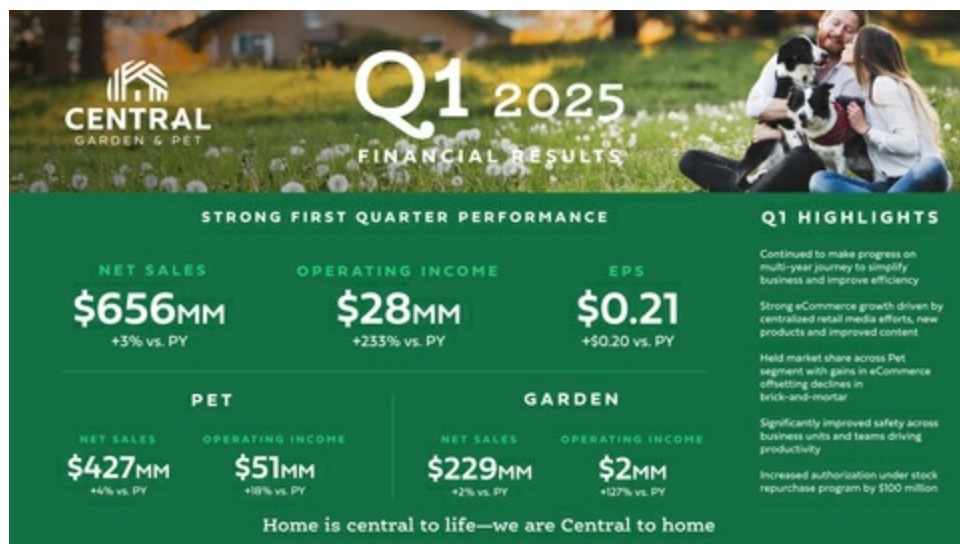 CENTRAL
GARDEN & PET
Q1 2025
FINANCIAL RESULTS
STRONG FIRST QUARTER PERFORMANCE
NET SALES
$656MM
+3% vs. PY
OPERATING INCOME
$28MM
+233% vs. PY
EPS
$0.21
+$0.20 vs. PY
PET
NET SALES
$427MM
+4% vs. PY
OPERATING INCOME
$51MM
+18% vs. PY
GARDEN
NET SALES
$229MM
+2% vs. PY
OPERATING INCOME
$2MM
+127% vs. PY
Q1 HIGHLIGHTS
Continued to make progress on
multi-year journey to simplify
business and improve efficiency
Strong eCommerce growth driven by
centralized retail media efforts, new
products and improved content
Held market share across Pet
segment with gains in eCommerce
offsetting declines in
brick-and-mortar
Significantly improved safety across
business units and teams driving
productivity
Increased authorization under stock
repurchase program by $100 million
Home is central to life—we are Central to home